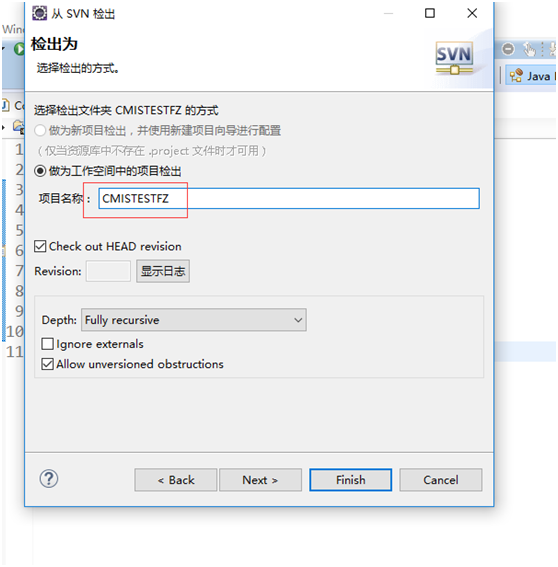 从 SVN 检出
Wind
检出为
选择检出的方式。
SVN
Java
选择检出文件夹 CMISTESTFZ 的方式
做为新项目检出，并使用新建项目向导进行配置
（仅当资源库中不存在 .project 文件时才可用）
做为工作空间中的项目检出
项目名称： CMISTESTFZ
Check out HEAD revision
Revision: 显示日志
Depth: Fully recursive
Ignore externals
Allow unversioned obstructions
1
2
3
4
5
6
7
8
9
10
11
? < Back Next > Finish Cancel